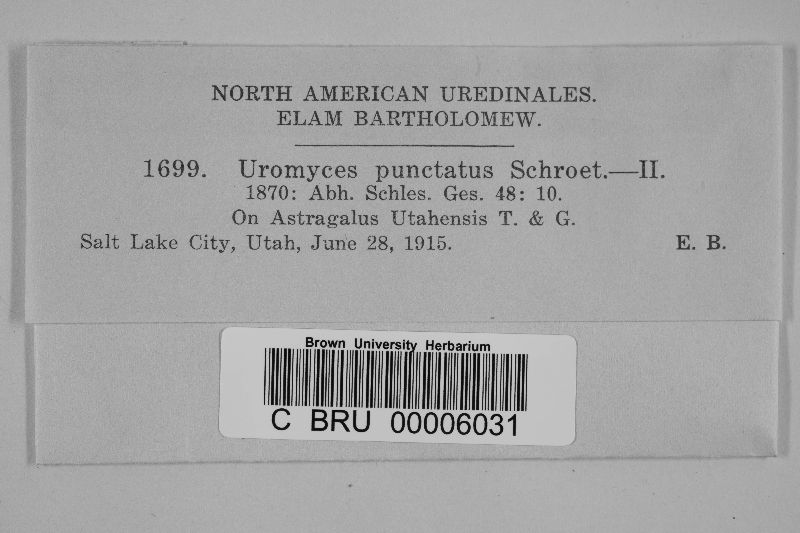 NORTH AMERICAN UREDINALES.
ELAM BARTHOLOMEW.
1699. Uromyces punctatus Schroet.—II.
1870: Abh. Schles. Ges. 48: 10.
On Astragalus Utahensis T. & G.
Salt Lake City, Utah, June 28, 1915. E. B.
Brown University Herbarium
C BRU 00006031